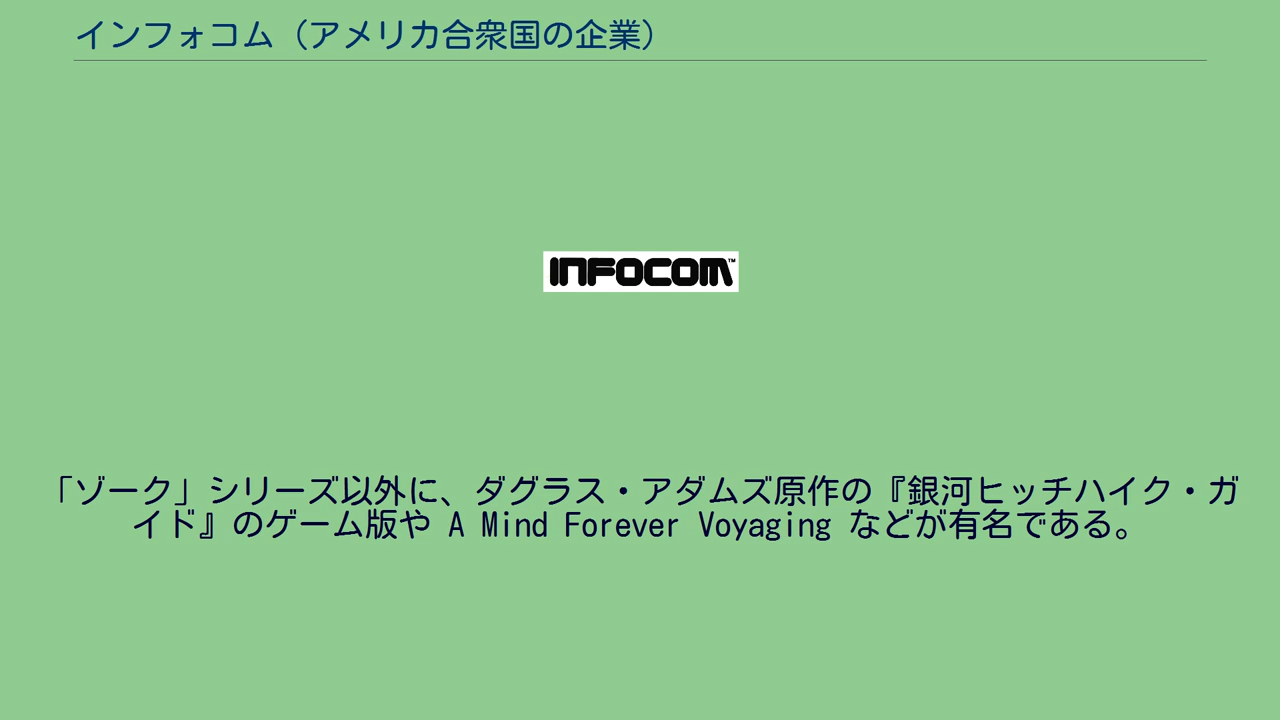 インフォコム（アメリカ合衆国の企業）
INFOCOM™
「ゾーク」シリーズ以外に、ダグラス・アダムズ原作の『銀河ヒッチハイク・ガ
イド』のゲーム版や A Mind Forever Voyaging などが有名である。